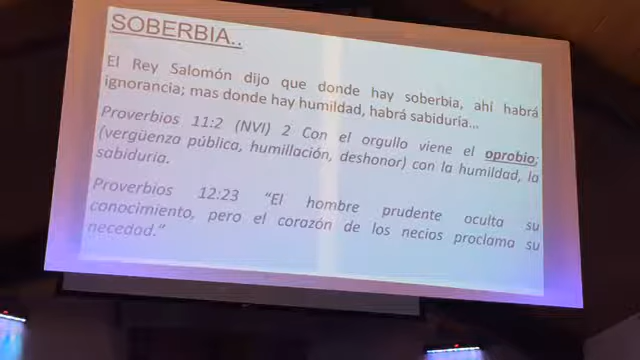 SOBERBIA..
El Rey Salomón dijo que donde hay soberbia, ahí habrá
ignorancia; mas donde hay humildad, habrá sabiduría...
Proverbios 11:2 (NVI) 2 Con el orgullo viene el oprobio;
(vergüenza pública, humillación, deshonor) con la humildad, la
sabiduría.
Proverbios 12:23 “El hombre prudente oculta su
conocimiento, pero el corazón de los necios proclama su
necedad.”